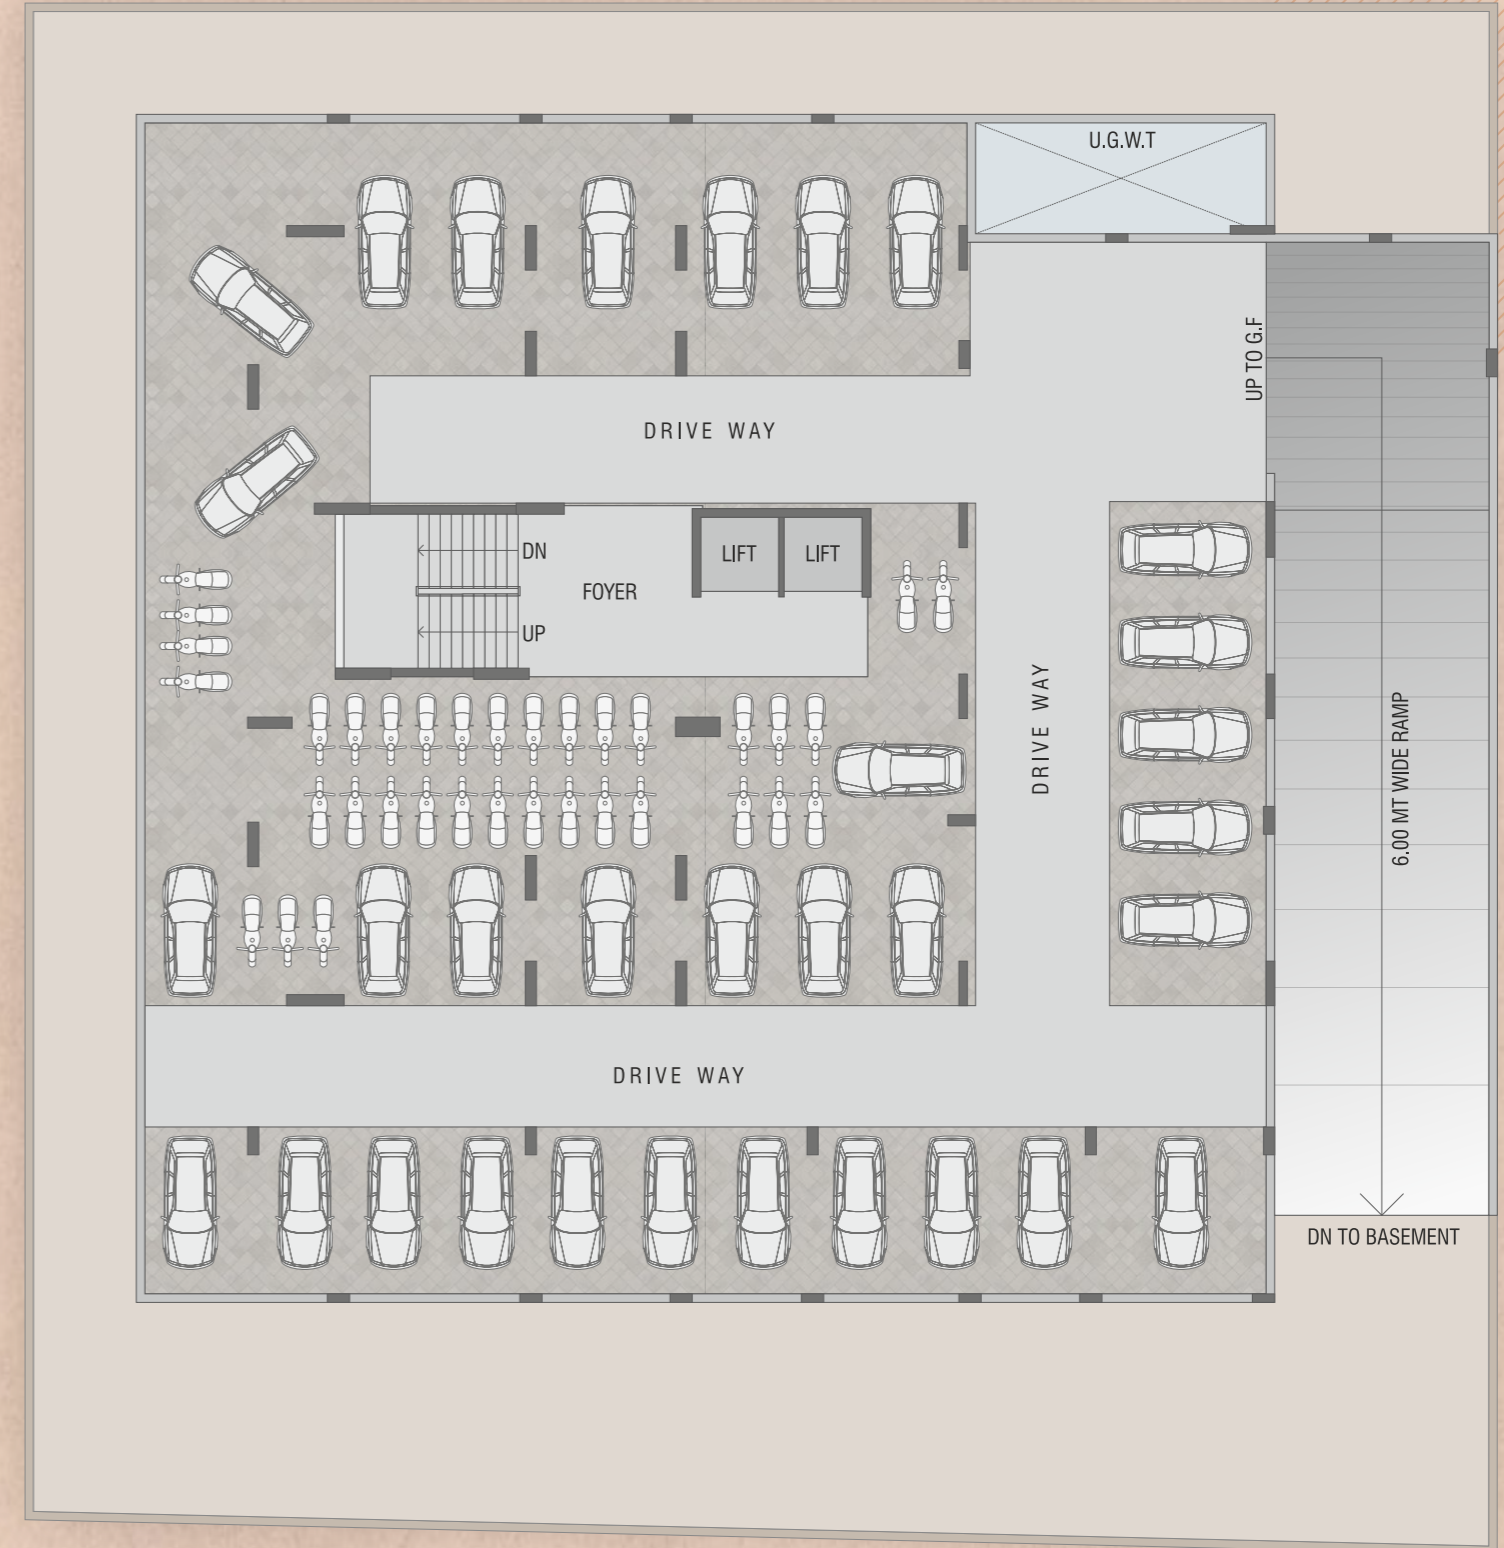 U.G.W.T
UP TO G.F
DRIVE WAY
DN
LIFT
LIFT
FOYER
UP
DRIVE WAY
6.00 MT WIDE RAMP
DRIVE WAY
DN TO BASEMENT